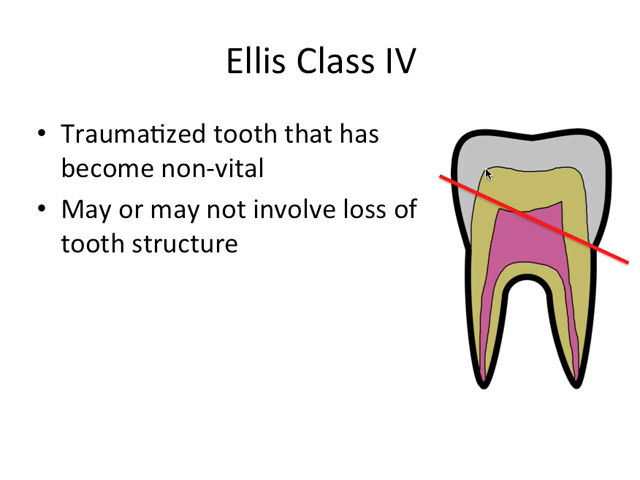 Ellis Class IV
• Traumatized tooth that has
become non-vital
• May or may not involve loss of
tooth structure